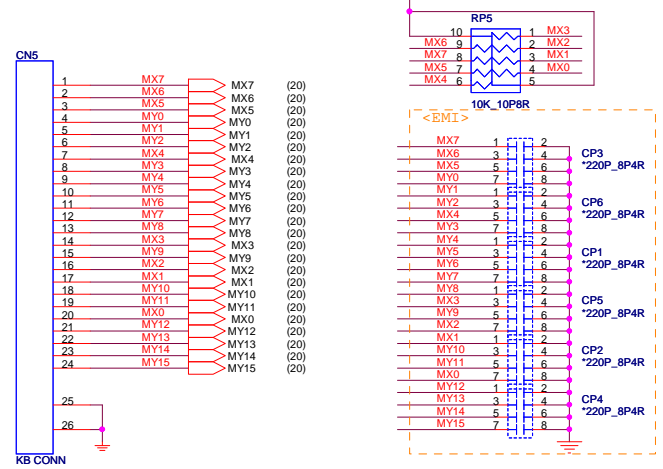 CN5
1 MX7 MX7 (20)
2 MX6 MX6 (20)
3 MX5 MX5 (20)
4 MY0 MY0 (20)
5 MY1 MY1 (20)
6 MY2 MY2 (20)
7 MX4 MX4 (20)
8 MY3 MY3 (20)
9 MY4 MY4 (20)
10 MY5 MY5 (20)
11 MY6 MY6 (20)
12 MY7 MY7 (20)
13 MY8 MY8 (20)
14 MX3 MX3 (20)
15 MY9 MY9 (20)
16 MX2 MX2 (20)
17 MX1 MX1 (20)
18 MY10 MY10 (20)
19 MY11 MY11 (20)
20 MX0 MX0 (20)
21 MY12 MY12 (20)
22 MY13 MY13 (20)
23 MY14 MY14 (20)
24 MY15 MY15 (20)
25
26
KB CONN
RP5
10 1 MX3
MX6 9 2 MX2
MX7 8 3 MX1
MX5 7 4 MX0
MX4 6 5
10K_10P8R
<EMI>
MX7 1 2
MX6 3 4
MX5 5 6
MY0 7 8
CP3
*220P_8P4R
MY1 1 2
MY2 3 4
MX4 5 6
MY3 7 8
CP6
*220P_8P4R
MY4 1 2
MY5 3 4
MY6 5 6
MY7 7 8
CP1
*220P_8P4R
MY8 1 2
MX3 3 4
MY9 5 6
MX2 7 8
CP5
*220P_8P4R
MX1 1 2
MY10 3 4
MY11 5 6
MX0 7 8
CP2
*220P_8P4R
MY12 1 2
MY13 3 4
MY14 5 6
MY15 7 8
CP4
*220P_8P4R